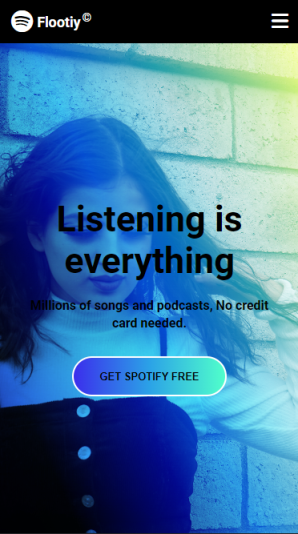 Flootiy©
Listening is
everything
Millions of songs and podcasts, No credit
card needed.
GET SPOTIFY FREE